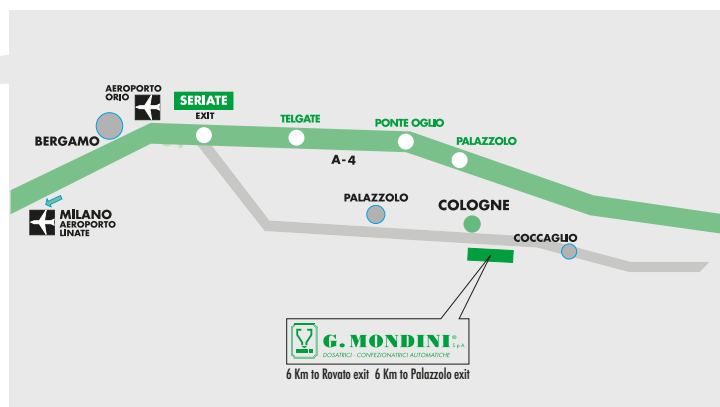 AEROPORTO
ORIO
SERIATE
EXIT
TELGATE
PONTE OGLIO
BERGAMO
PALAZZOLO
A-4
PALAZZOLO
COLOGNE
MILANO
AEROPORTO
LINATE
COCCAGLIO
G. MONDINI® S.p.A.
DOSATRICI - CONFEZIONATRICI AUTOMATICHE
6 Km to Rovato exit 6 Km to Palazzolo exit